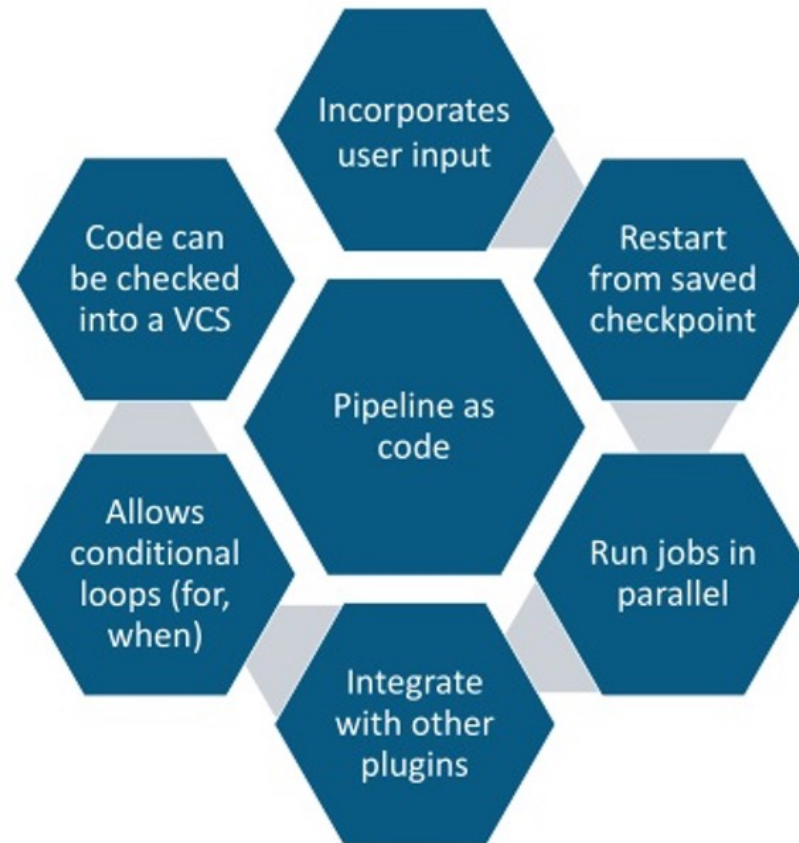 Incorporates
user input
Restart
from saved
checkpoint
Run jobs in
parallel
Integrate
with other
plugins
Allows
conditional
loops (for,
when)
Code can
be checked
into a VCS
Pipeline as
code